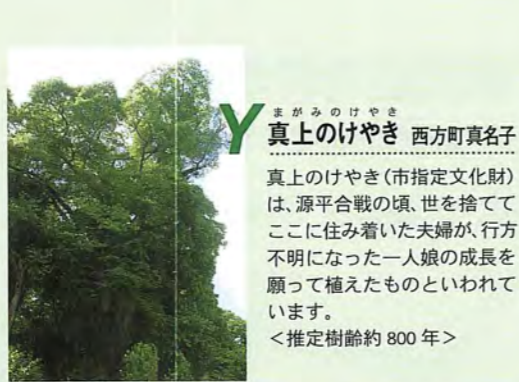 Y
まがみのけやき
真上のけやき 西方町真名子
真上のけやき（市指定文化財）
は、源平合戦の頃、世を捨てて
ここに住み着いた夫婦が、行方
不明になった一人娘の成長を
願って植えたものといわれて
います。
＜推定樹齢約 800 年＞